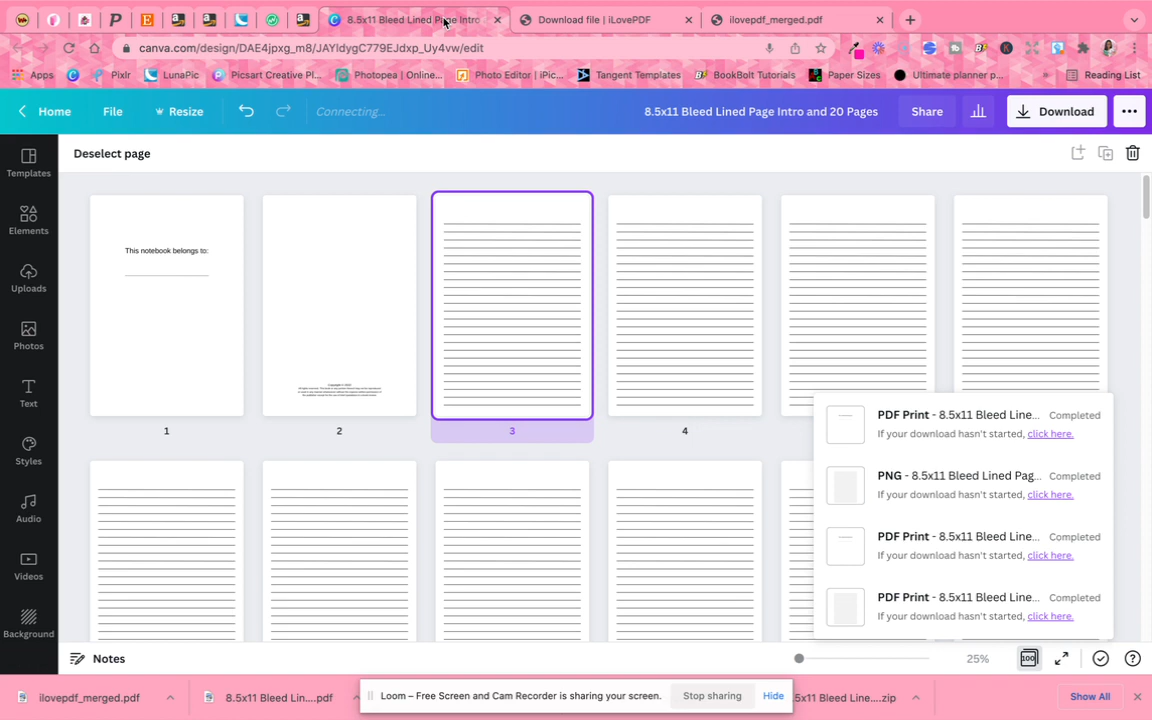 8.5x11 Bleed Lined Page Intro
Download file | iLovePDF
ilovepdf_merged.pdf
canva.com/design/DAE4jpxg_m8/JAYIdygC779EJdxp_Uy4vw/edit
Apps
Pixlr
LunaPic
Picsart Creative Pl...
Photopea | Online...
Photo Editor | iPic...
Tangent Templates
BookBolt Tutorials
Paper Sizes
Ultimate planner p...
»
Reading List
Home
File
Resize
Connecting...
8.5x11 Bleed Lined Page Intro and 20 Pages
Share
Download
Deselect page
Templates
Elements
Uploads
Photos
Text
Styles
Audio
Videos
Background
This notebook belongs to:
1
2
3
4
PDF Print - 8.5x11 Bleed Line... Completed
If your download hasn't started, click here.
PNG - 8.5x11 Bleed Lined Pag... Completed
If your download hasn't started, click here.
PDF Print - 8.5x11 Bleed Line... Completed
If your download hasn't started, click here.
PDF Print - 8.5x11 Bleed Line... Completed
If your download hasn't started, click here.
Notes
25%
100
ilovepdf_merged.pdf
8.5x11 Bleed Lin....pdf
Loom – Free Screen and Cam Recorder is sharing your screen.
Stop sharing
Hide
5x11 Bleed Line....zip
Show All